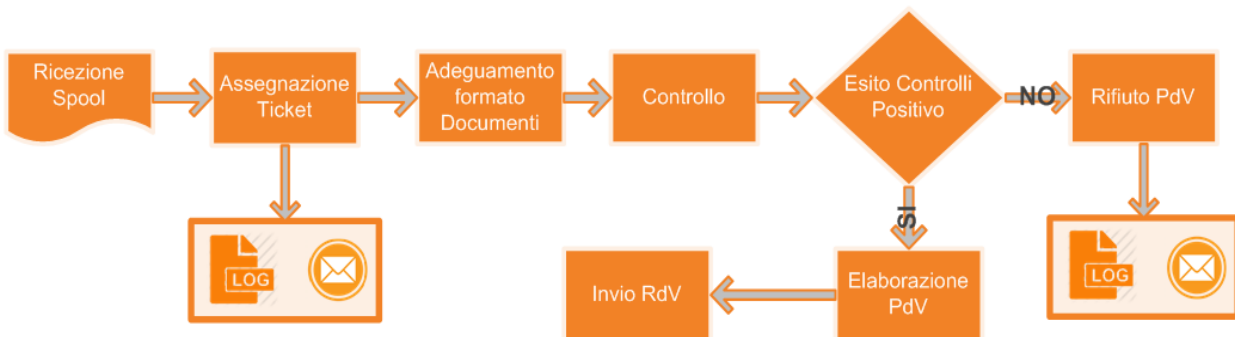 Ricezione
Spool
Assegnazione
Ticket
Adeguamento
formato
Documenti
Controllo
Esito Controlli
Positivo
NO
Rifiuto PdV
SI
LOG
LOG
Invio RdV
Elaborazione
PdV